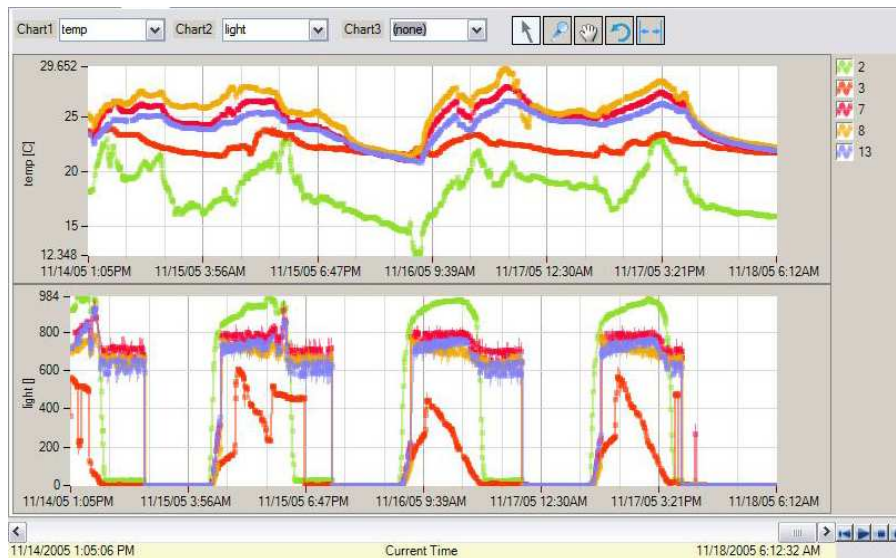 Chart1 temp Chart2 light Chart3 (none)
29.652
25
20
15
12.348
temp [C]
11/14/05 1:05PM 11/15/05 3:56AM 11/15/05 6:47PM 11/16/05 9:39AM 11/17/05 12:30AM 11/17/05 3:21PM 11/18/05 6:12AM
2
3
7
8
13
984
800
600
400
200
0
light []
11/14/05 1:05PM 11/15/05 3:56AM 11/15/05 6:47PM 11/16/05 9:39AM 11/17/05 12:30AM 11/17/05 3:21PM 11/18/05 6:12AM
11/14/2005 1:05:06 PM Current Time 11/18/2005 6:12:32 AM